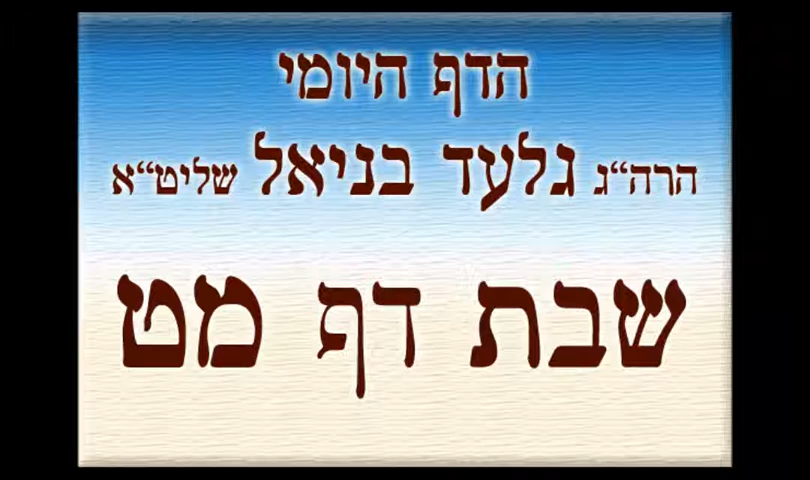 הדף היומי
הרה״ג גלעד בניאל שליט״א
שבת דף מט